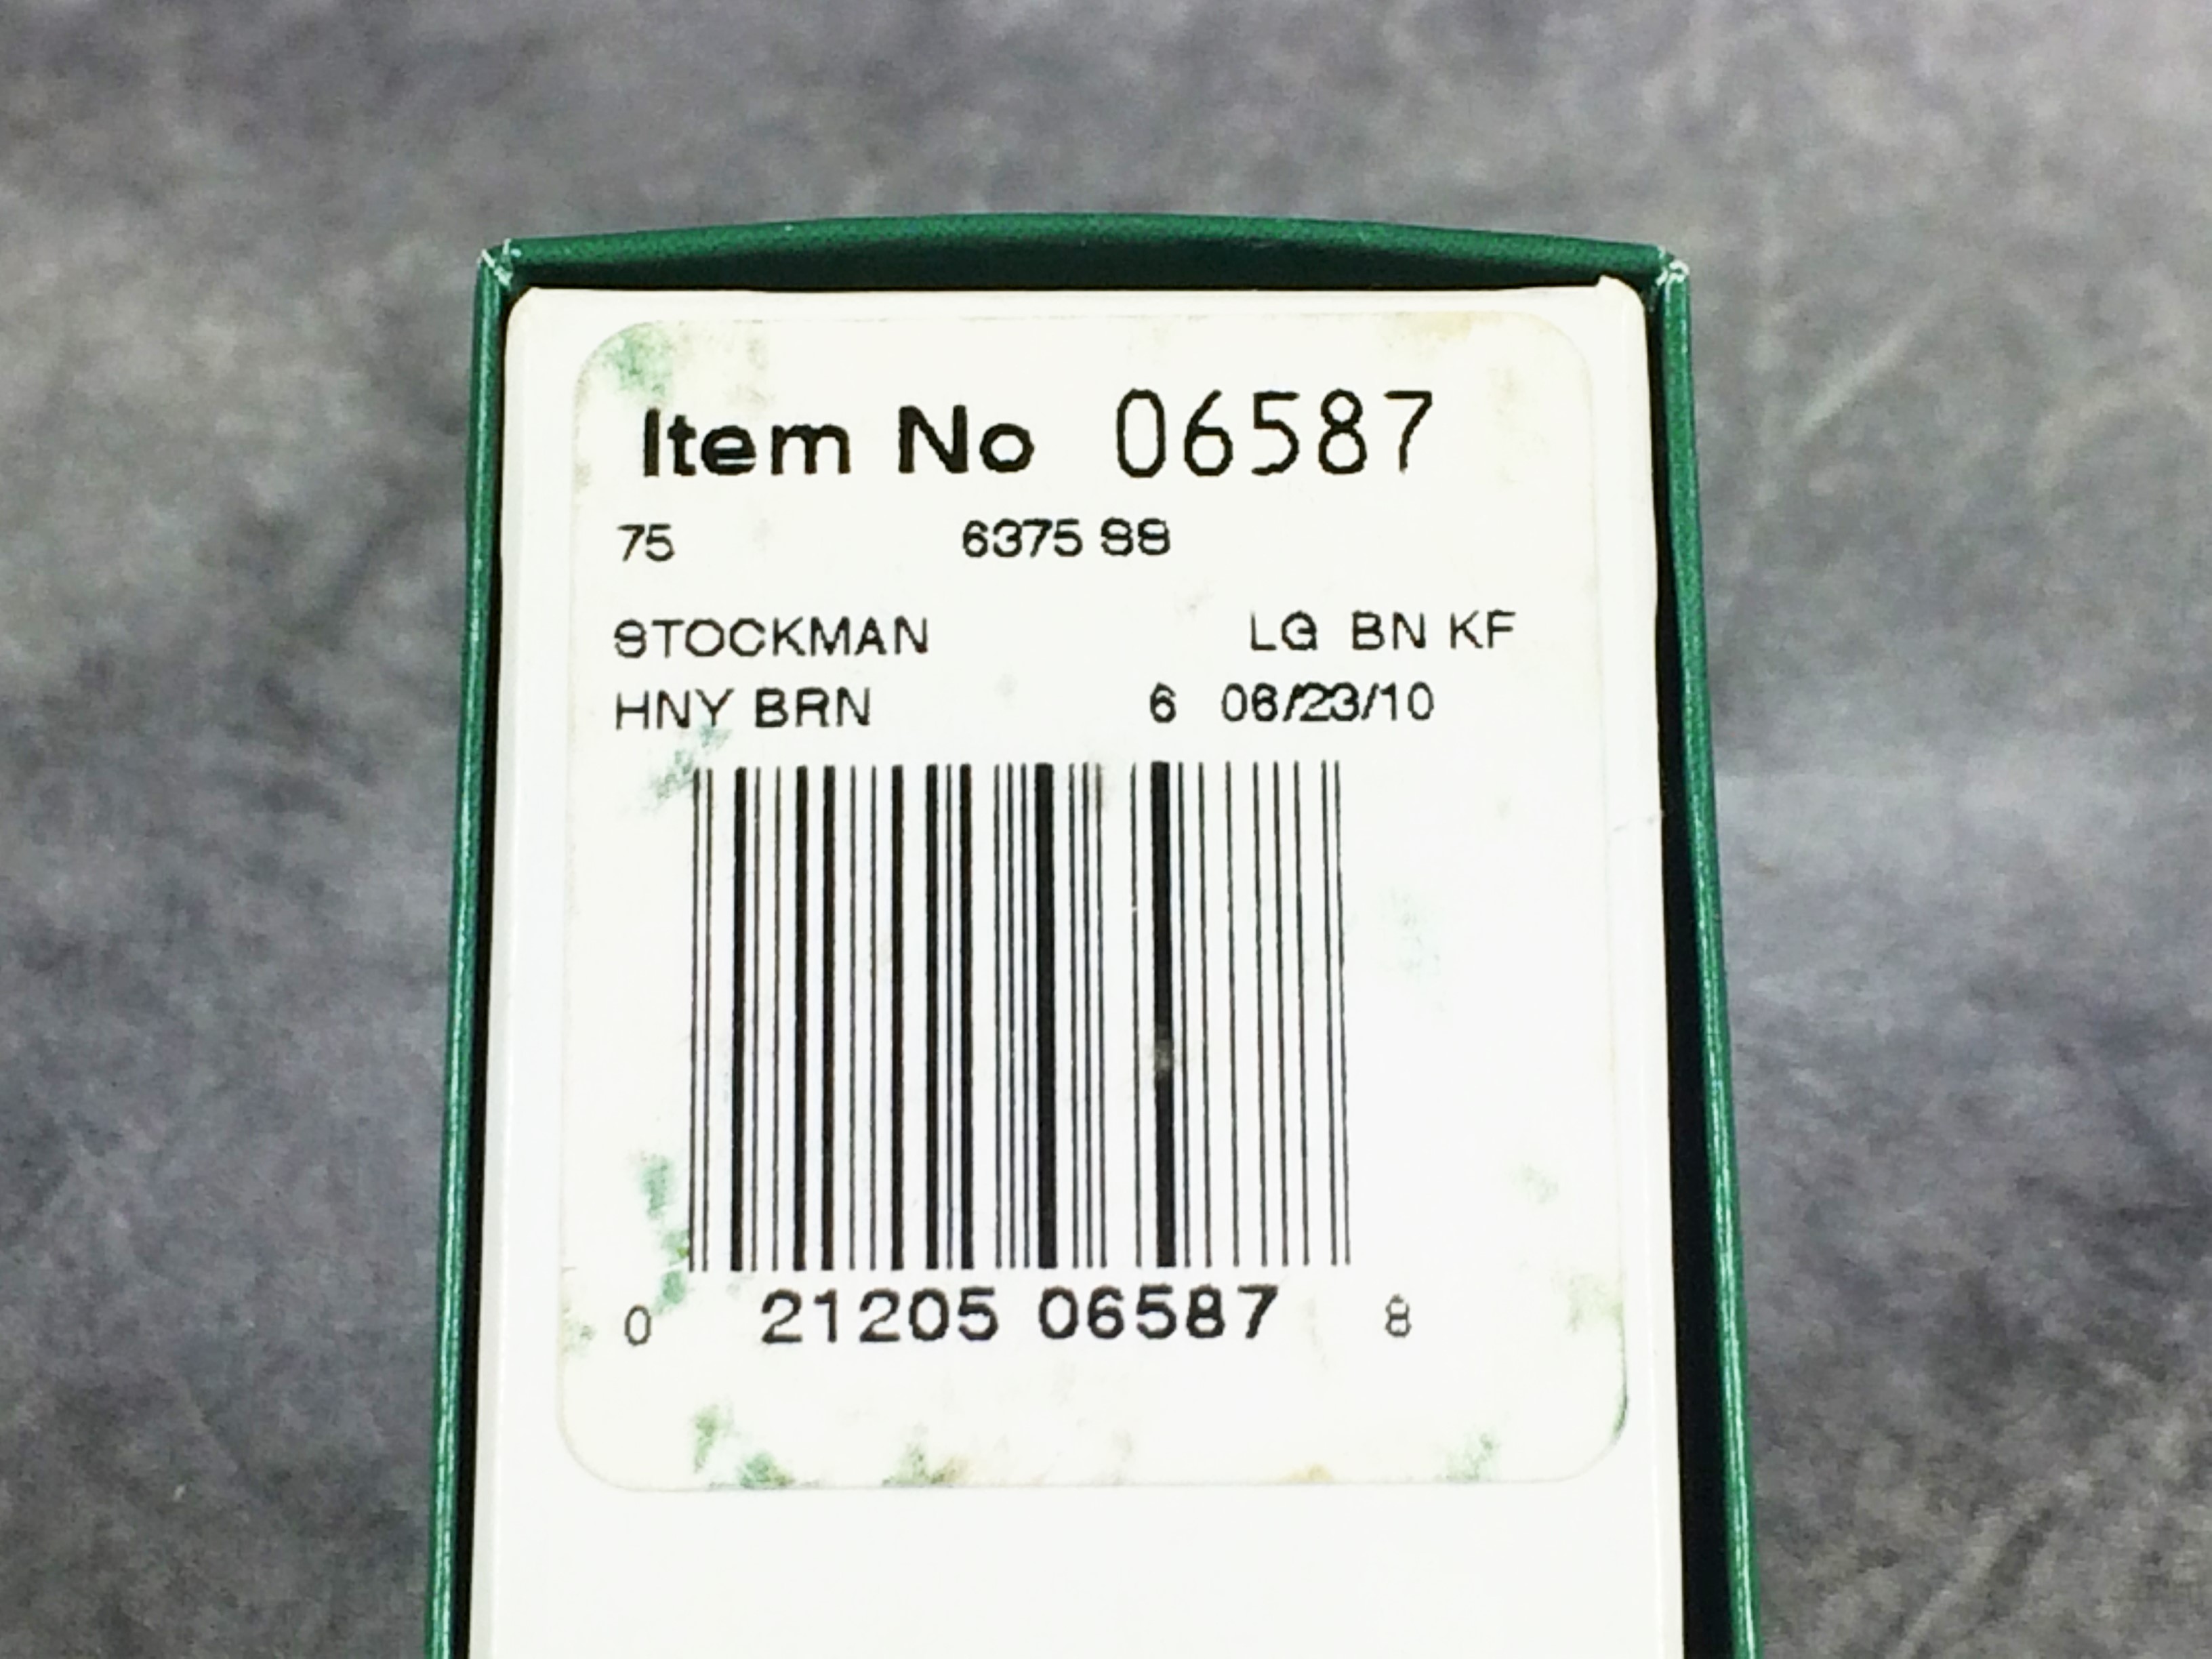 Item No 06587
75 6375 SS
STOCKMAN LG BN KF
HNY BRN 6 06/23/10
0 21205 06587 8